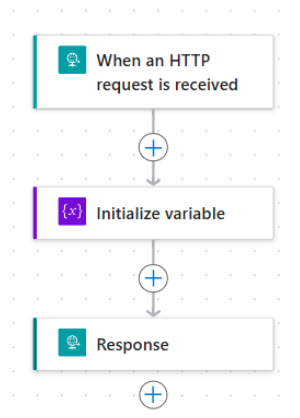 When an HTTP
request is received
{x}
Initialize variable
Response